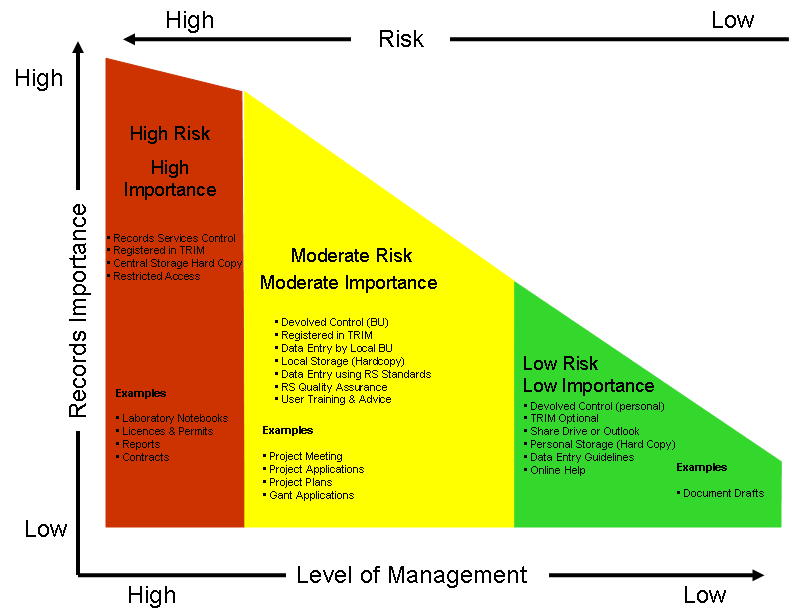 High
Low
Risk
High
Records Importance
Low
High Risk
High
Importance
▪ Records Services Control
▪ Registered in TRIM
▪ Central Storage Hard Copy
▪ Restricted Access
Examples
▪ Laboratory Notebooks
▪ Licences & Permits
▪ Reports
▪ Contracts
Moderate Risk
Moderate Importance
▪ Devolved Control (BU)
▪ Registered in TRIM
▪ Data Entry by Local BU
▪ Local Storage (Hardcopy)
▪ Data Entry using RS Standards
▪ RS Quality Assurance
▪ User Training & Advice
Examples
▪ Project Meeting
▪ Project Applications
▪ Project Plans
▪ Gant Applications
Low Risk
Low Importance
▪ Devolved Control (personal)
▪ TRIM Optional
▪ Share Drive or Outlook
▪ Personal Storage (Hard Copy)
▪ Data Entry Guidelines
▪ Online Help
Examples
▪ Document Drafts
Level of Management
High
Low